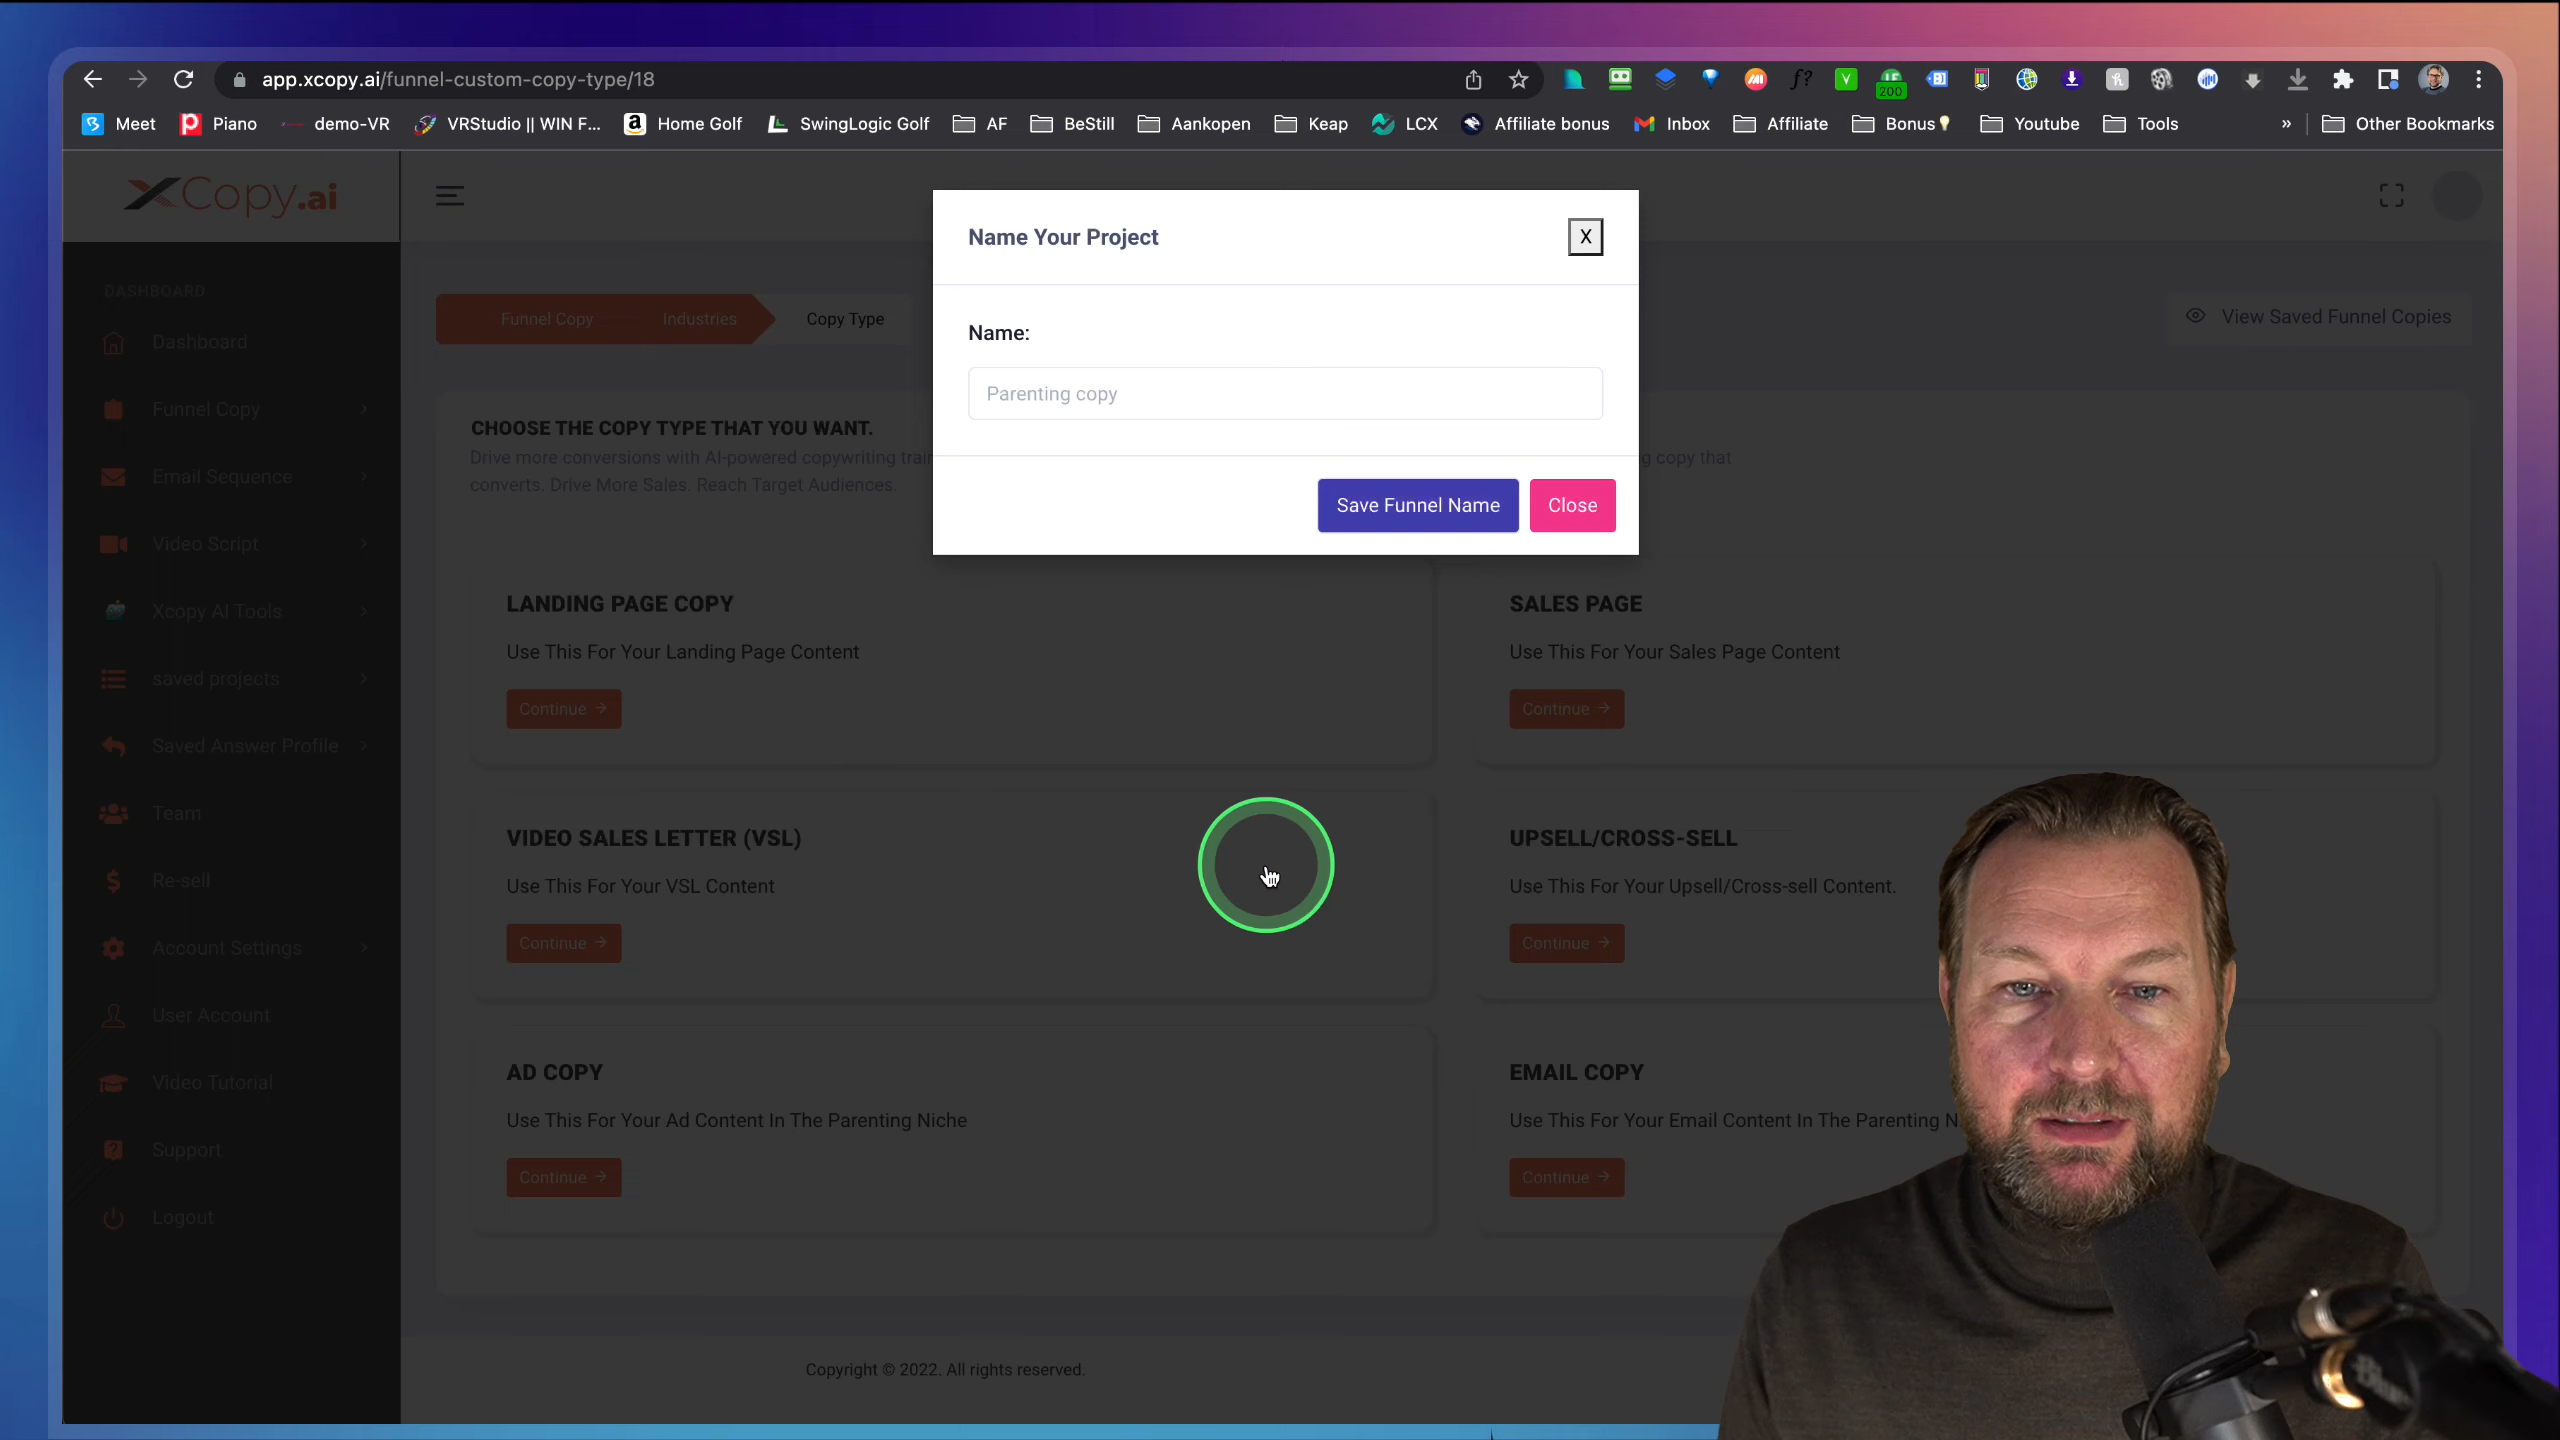 app.xcopy.ai/funnel-custom-copy-type/18
200
Meet
Piano
demo-VR
VRStudio || WIN F...
Home Golf
SwingLogic Golf
AF
BeStill
Aankopen
Keap
LCX
Affiliate bonus
Inbox
Affiliate
Bonus
Youtube
Tools
»
Other Bookmarks
XCopy.ai
DASHBOARD
Dashboard
Funnel Copy
Email Sequence
Video Script
Xcopy AI Tools
saved projects
Saved Answer Profile
Team
Re-sell
Account Settings
User Account
Video Tutorial
Support
Logout
Funnel Copy
Industries
Copy Type
View Saved Funnel Copies
Name Your Project
X
Name:
Parenting copy
Save Funnel Name
Close
CHOOSE THE COPY TYPE THAT YOU WANT.
Drive more conversions with AI-powered copywriting
copy that
converts. Drive More Sales. Reach Target Audiences.
LANDING PAGE COPY
Use This For Your Landing Page Content
Continue →
SALES PAGE
Use This For Your Sales Page Content
Continue →
VIDEO SALES LETTER (VSL)
Use This For Your VSL Content
Continue →
UPSELL/CROSS-SELL
Use This For Your Upsell/Cross-sell Content.
Continue →
AD COPY
Use This For Your Ad Content In The Parenting Niche
Continue →
EMAIL COPY
Use This For Your Email Content In The Parenting
Continue →
Copyright © 2022. All rights reserved.